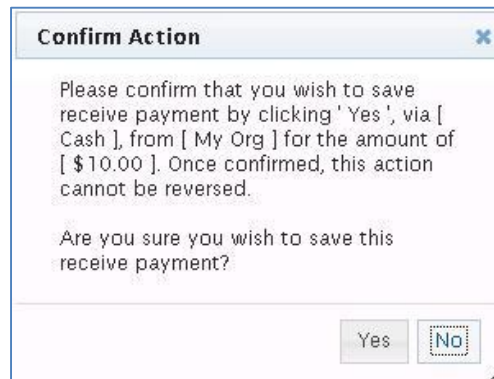 Confirm Action
Please confirm that you wish to save
receive payment by clicking ' Yes ', via [
Cash ], from [ My Org ] for the amount of
[ $10.00 ]. Once confirmed, this action
cannot be reversed.
Are you sure you wish to save this
receive payment?
Yes No